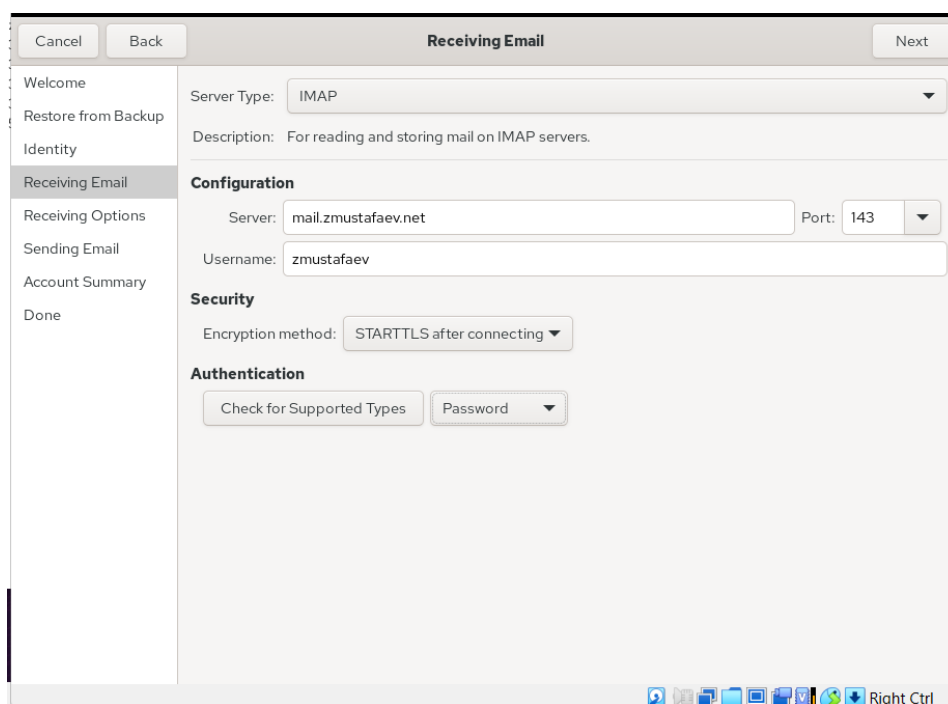 Cancel Back Receiving Email Next
Welcome
Restore from Backup
Identity
Receiving Email
Receiving Options
Sending Email
Account Summary
Done
Server Type: IMAP
Description: For reading and storing mail on IMAP servers.
Configuration
Server: mail.zmustafaev.net Port: 143
Username: zmustafaev
Security
Encryption method: STARTTLS after connecting
Authentication
Check for Supported Types Password
Right Ctrl